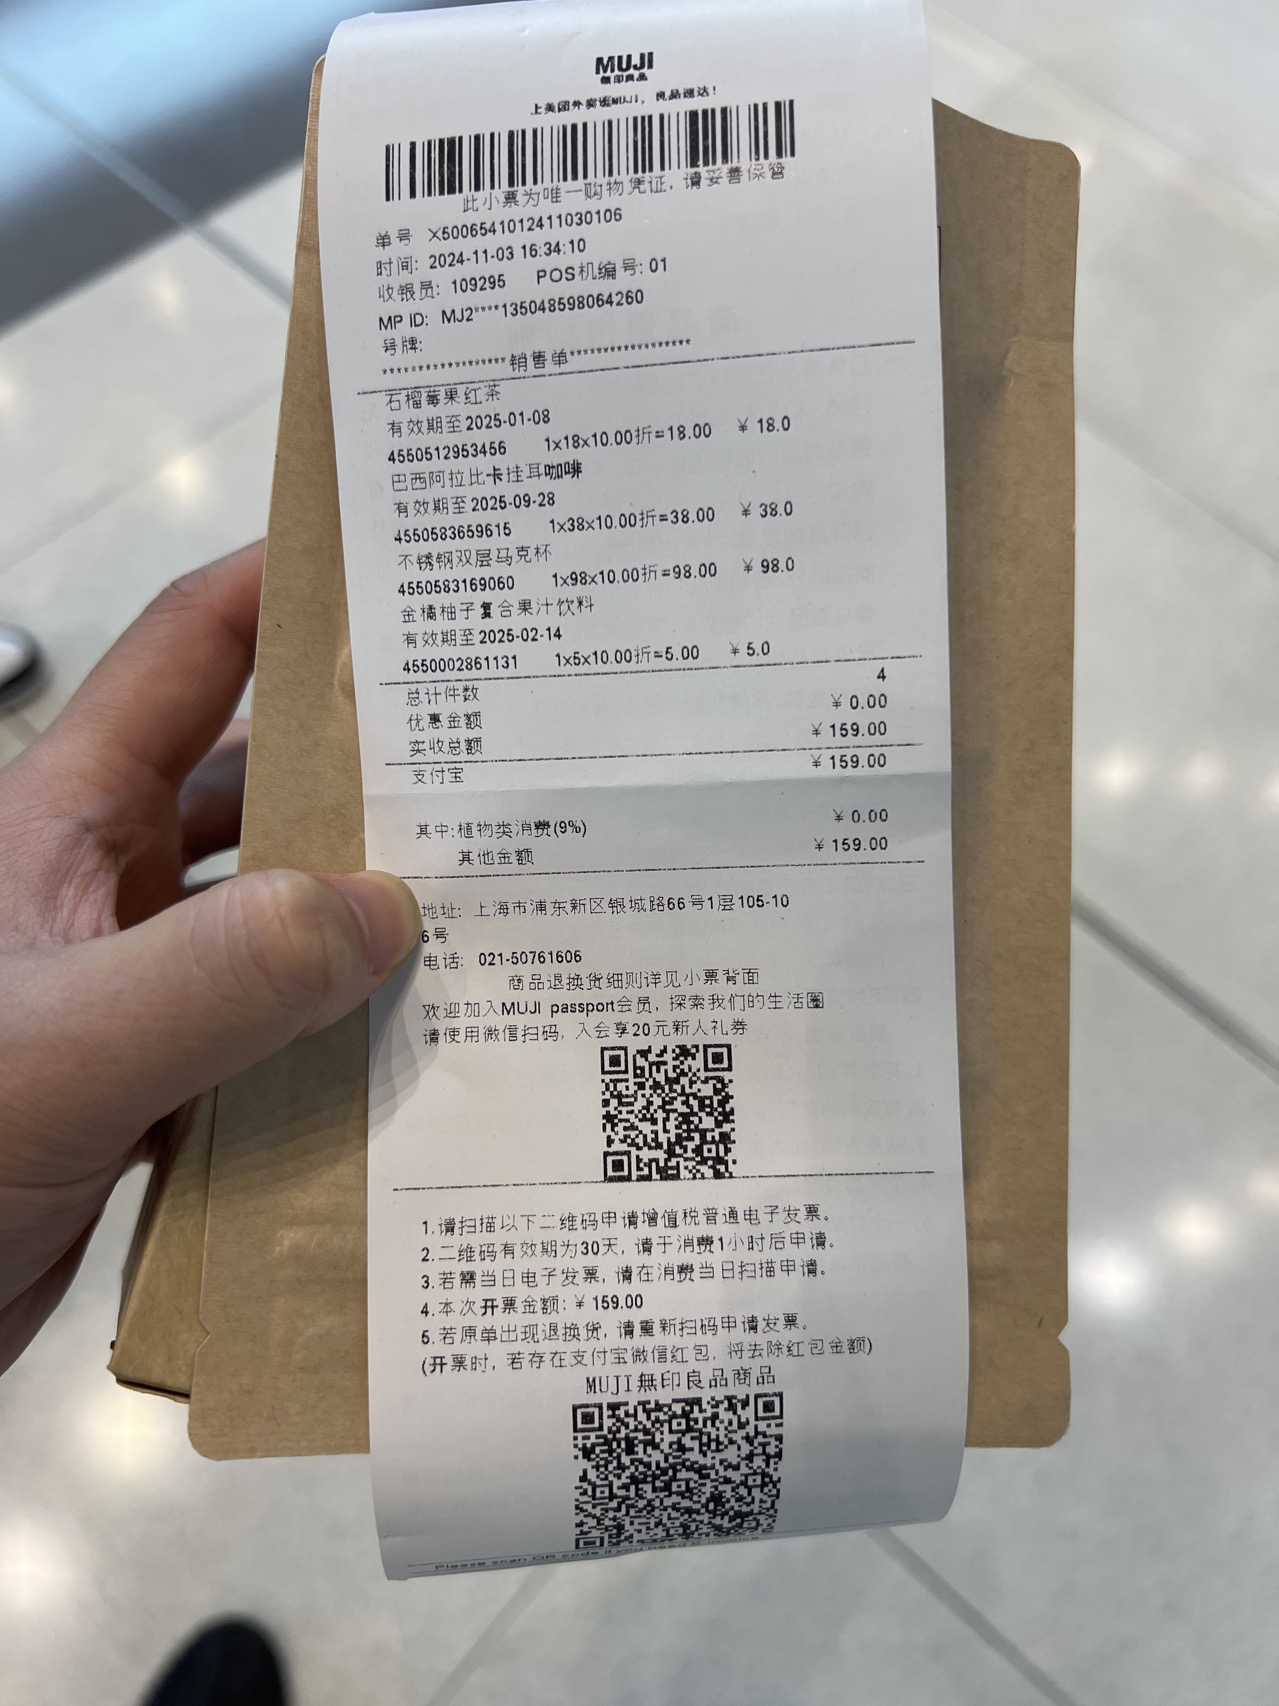 MUJI
無印良品
上美团外卖逛MUJI，良品速达！
此小票为唯一购物凭证，请妥善保管
单号 X5006541012411030106
时间: 2024-11-03 16:34:10
收银员: 109295 POS机编号: 01
MP ID: MJ2****135048598064260
号牌:
******************销售单******************
石榴莓果红茶
有效期至2025-01-08
4550512953456 1x18x10.00折=18.00 ￥18.0
巴西阿拉比卡挂耳咖啡
有效期至2025-09-28
4550583659615 1x38x10.00折=38.00 ￥38.0
不锈钢双层马克杯
4550583169060 1x98x10.00折=98.00 ￥98.0
金橘柚子复合果汁饮料
有效期至2025-02-14
4550002861131 1x5x10.00折=5.00 ￥5.0
总计件数 4
优惠金额 ￥0.00
实收总额 ￥159.00
支付宝 ￥159.00
其中:植物类消费(9%) ￥0.00
其他金额 ￥159.00
地址: 上海市浦东新区银城路66号1层105-10
6号
电话: 021-50761606
商品退换货细则详见小票背面
欢迎加入MUJI passport会员，探索我们的生活圈
请使用微信扫码，入会享20元新人礼券
1.请扫描以下二维码申请增值税普通电子发票。
2.二维码有效期为30天，请于消费1小时后申请。
3.若需当日电子发票，请在消费当日扫描申请。
4.本次开票金额:￥159.00
5.若原单出现退换货，请重新扫码申请发票。
(开票时，若存在支付宝微信红包，将去除红包金额)
MUJI無印良品商品
Please scan QR code if you need a